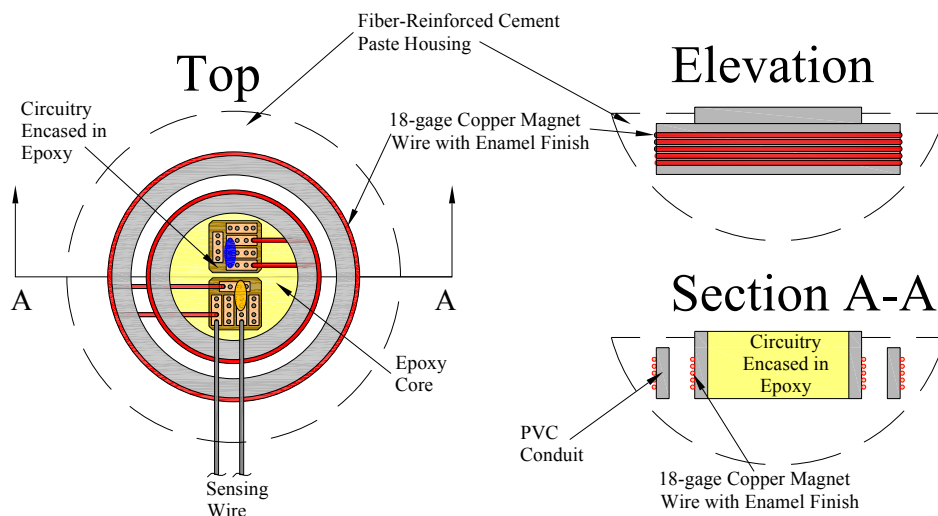 Fiber-Reinforced Cement
Paste Housing
Top
Elevation
Circuitry
Encased in
Epoxy
18-gage Copper Magnet
Wire with Enamel Finish
A
A
Section A-A
Circuitry
Encased in
Epoxy
Epoxy
Core
PVC
Conduit
18-gage Copper Magnet
Wire with Enamel Finish
Sensing
Wire